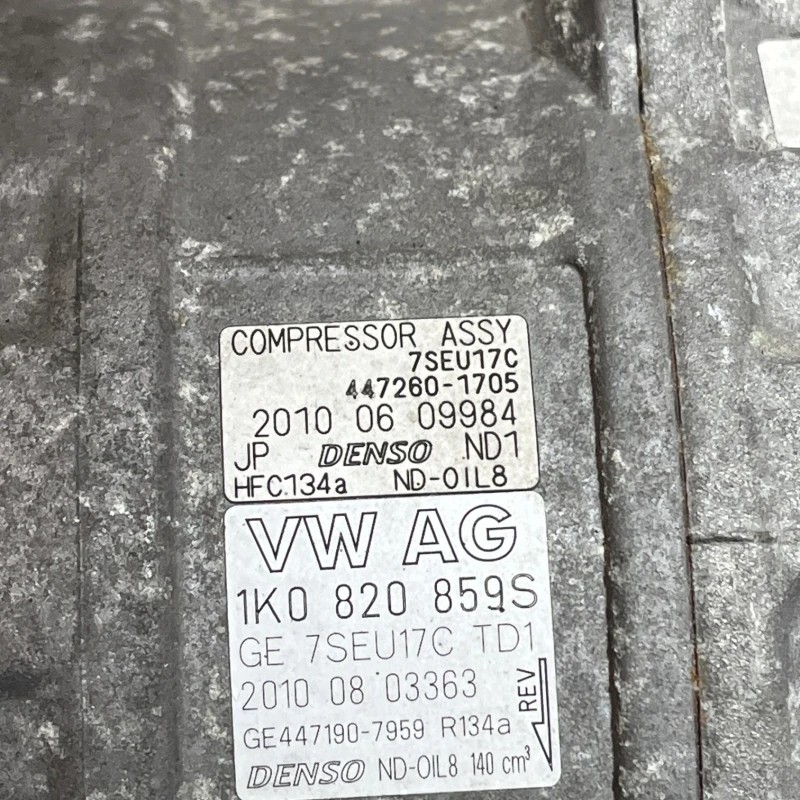 COMPRESSOR ASSY
7SEU17C
447260-1705
2010 06 09984
JP DENSO ND1
HFC134a ND-OIL8
VW AG
1K0 820 859S
GE 7SEU17C TD1
2010 08 03363
REV
GE447190-7959 R134a
DENSO ND-OIL8 140 cm³